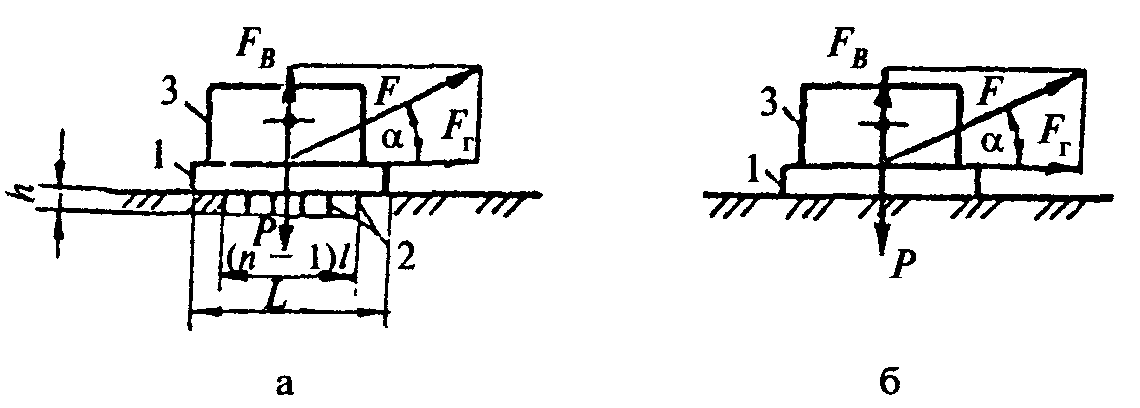 F_B F_B
3 F 3 F
α F_г α F_г
1 1
h
P P
(n − 1)l 2
L
а б